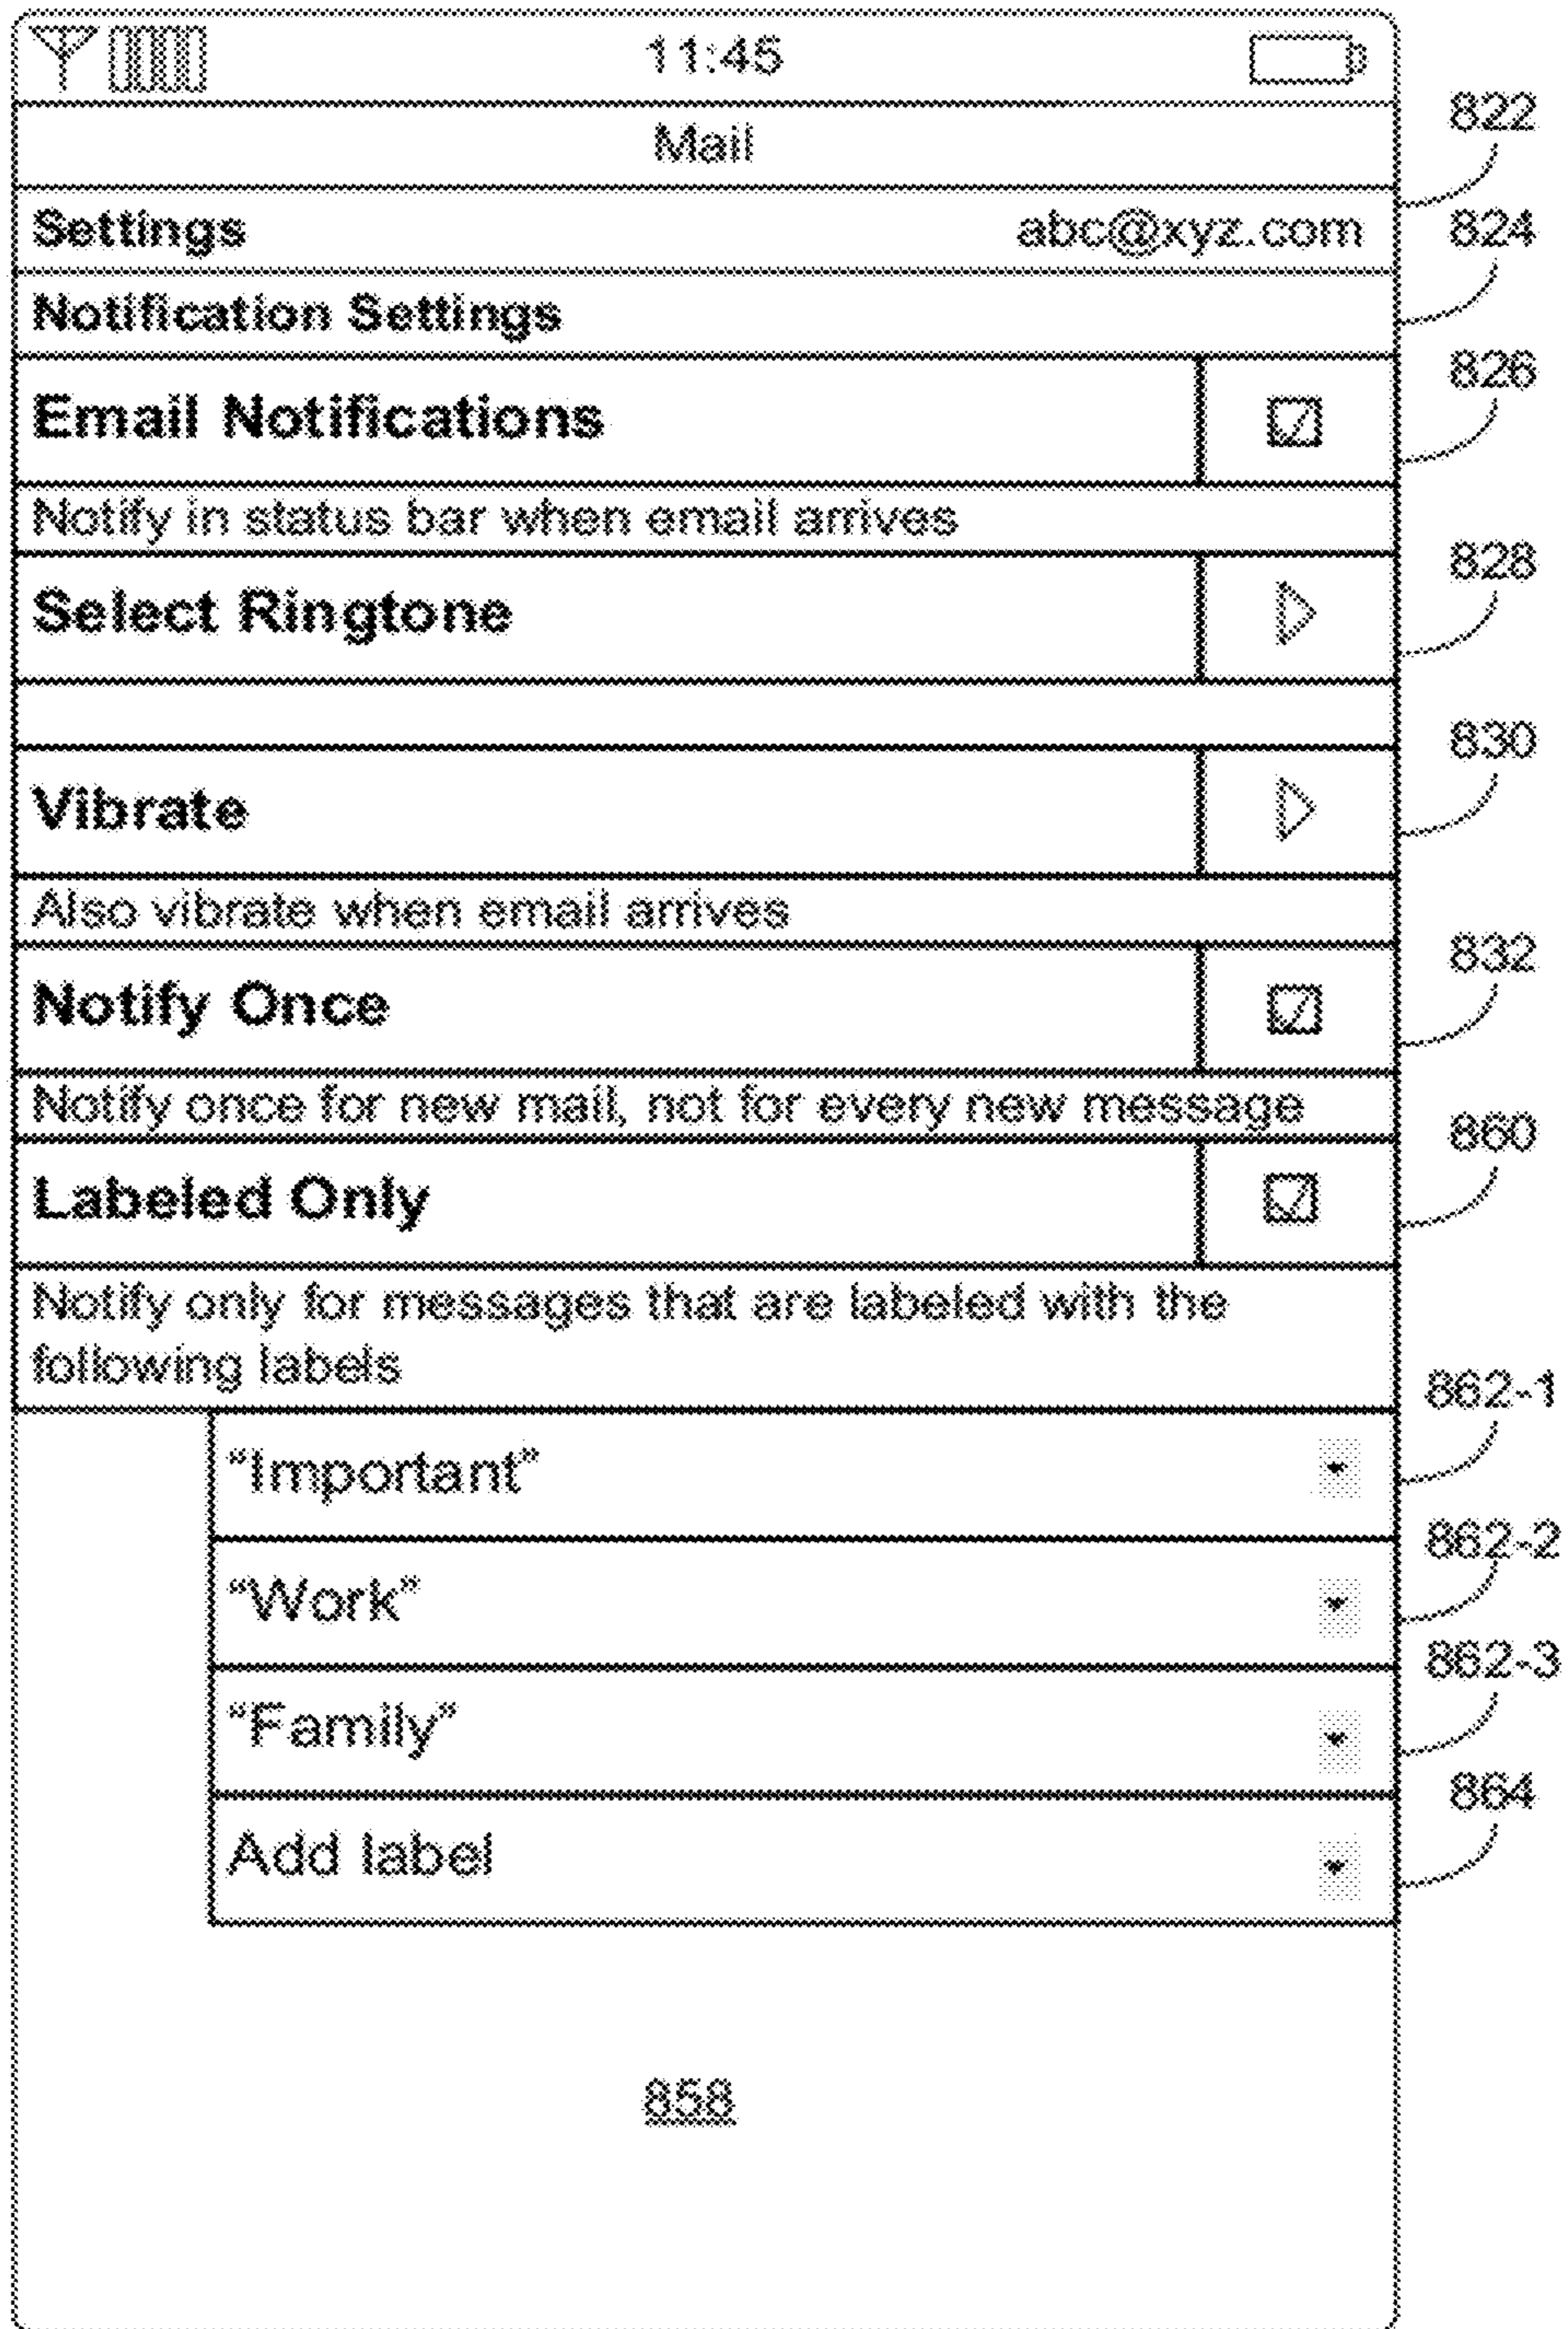 11:45
822
Mail
Settings abc@xyz.com
824
Notification Settings
826
Email Notifications
Notify in status bar when email arrives
828
Select Ringtone
830
Vibrate
Also vibrate when email arrives
832
Notify Once
Notify once for new mail, not for every new message
860
Labeled Only
Notify only for messages that are labeled with the
following labels
862-1
“Important”
862-2
“Work”
862-3
“Family”
864
Add label
858